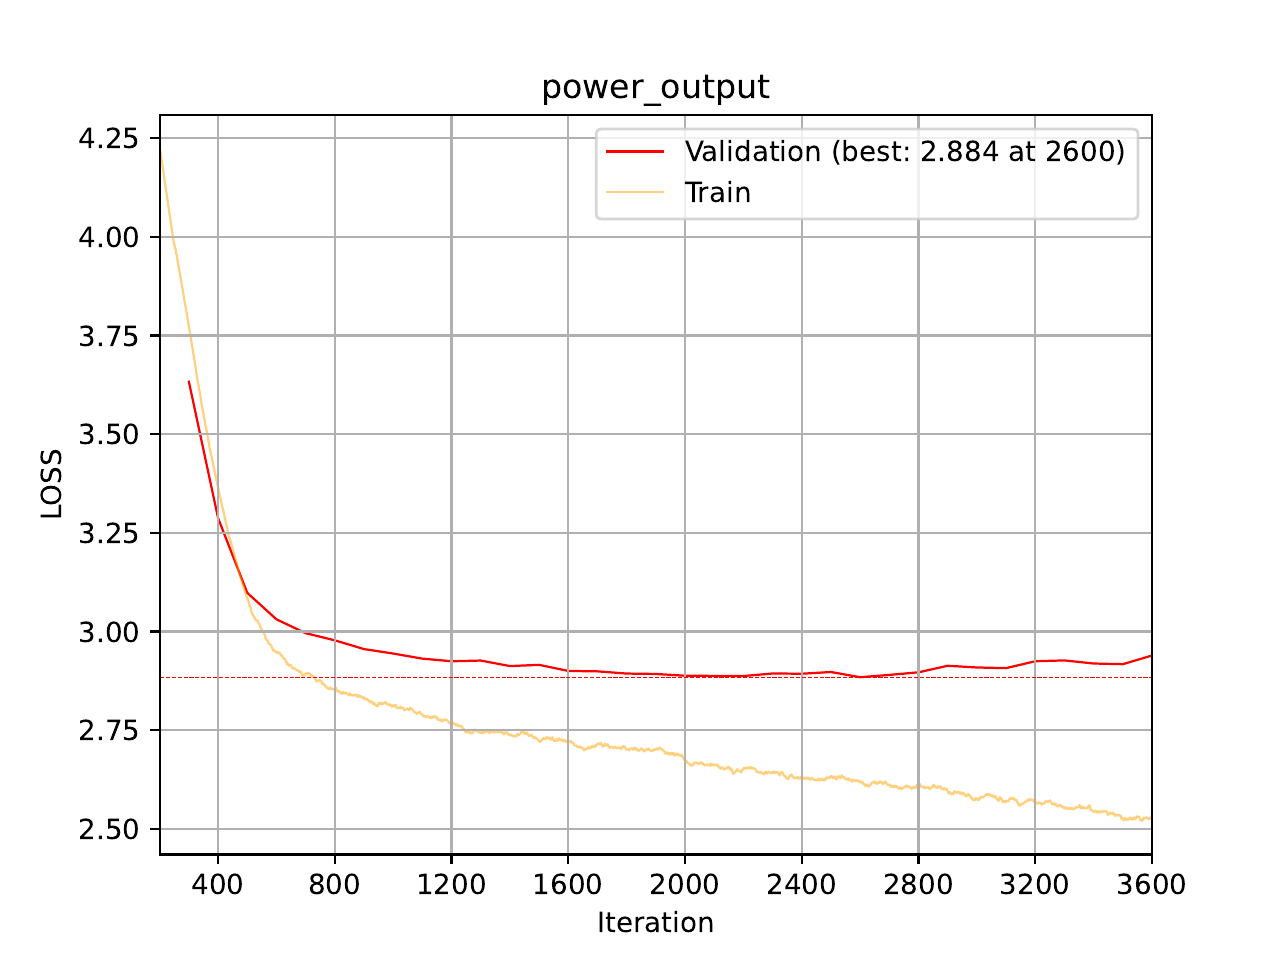 power_output
Validation (best: 2.884 at 2600)
Train
LOSS
4.25
4.00
3.75
3.50
3.25
3.00
2.75
2.50
400 800 1200 1600 2000 2400 2800 3200 3600
Iteration